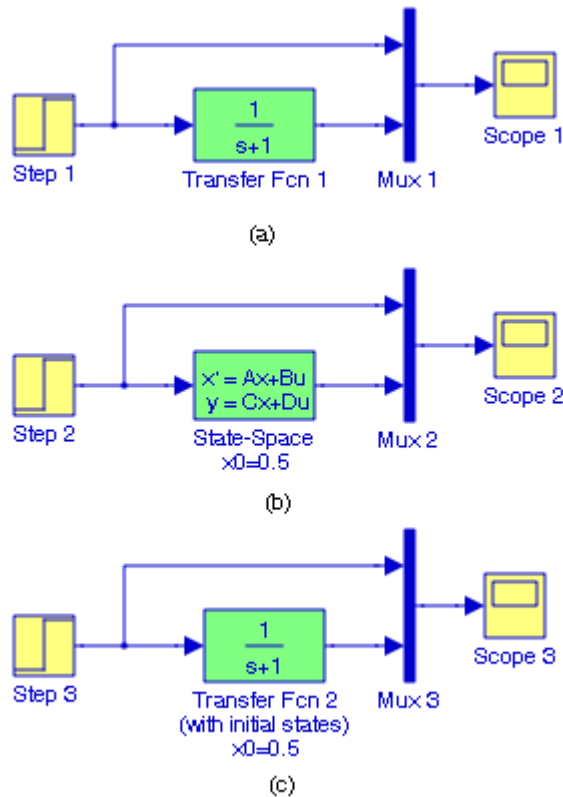 Step 1
1
s+1
Transfer Fcn 1
Mux 1
Scope 1
(a)
Step 2
x' = Ax+Bu
y = Cx+Du
State-Space
x0=0.5
Mux 2
Scope 2
(b)
Step 3
1
s+1
Transfer Fcn 2
(with initial states)
x0=0.5
Mux 3
Scope 3
(c)